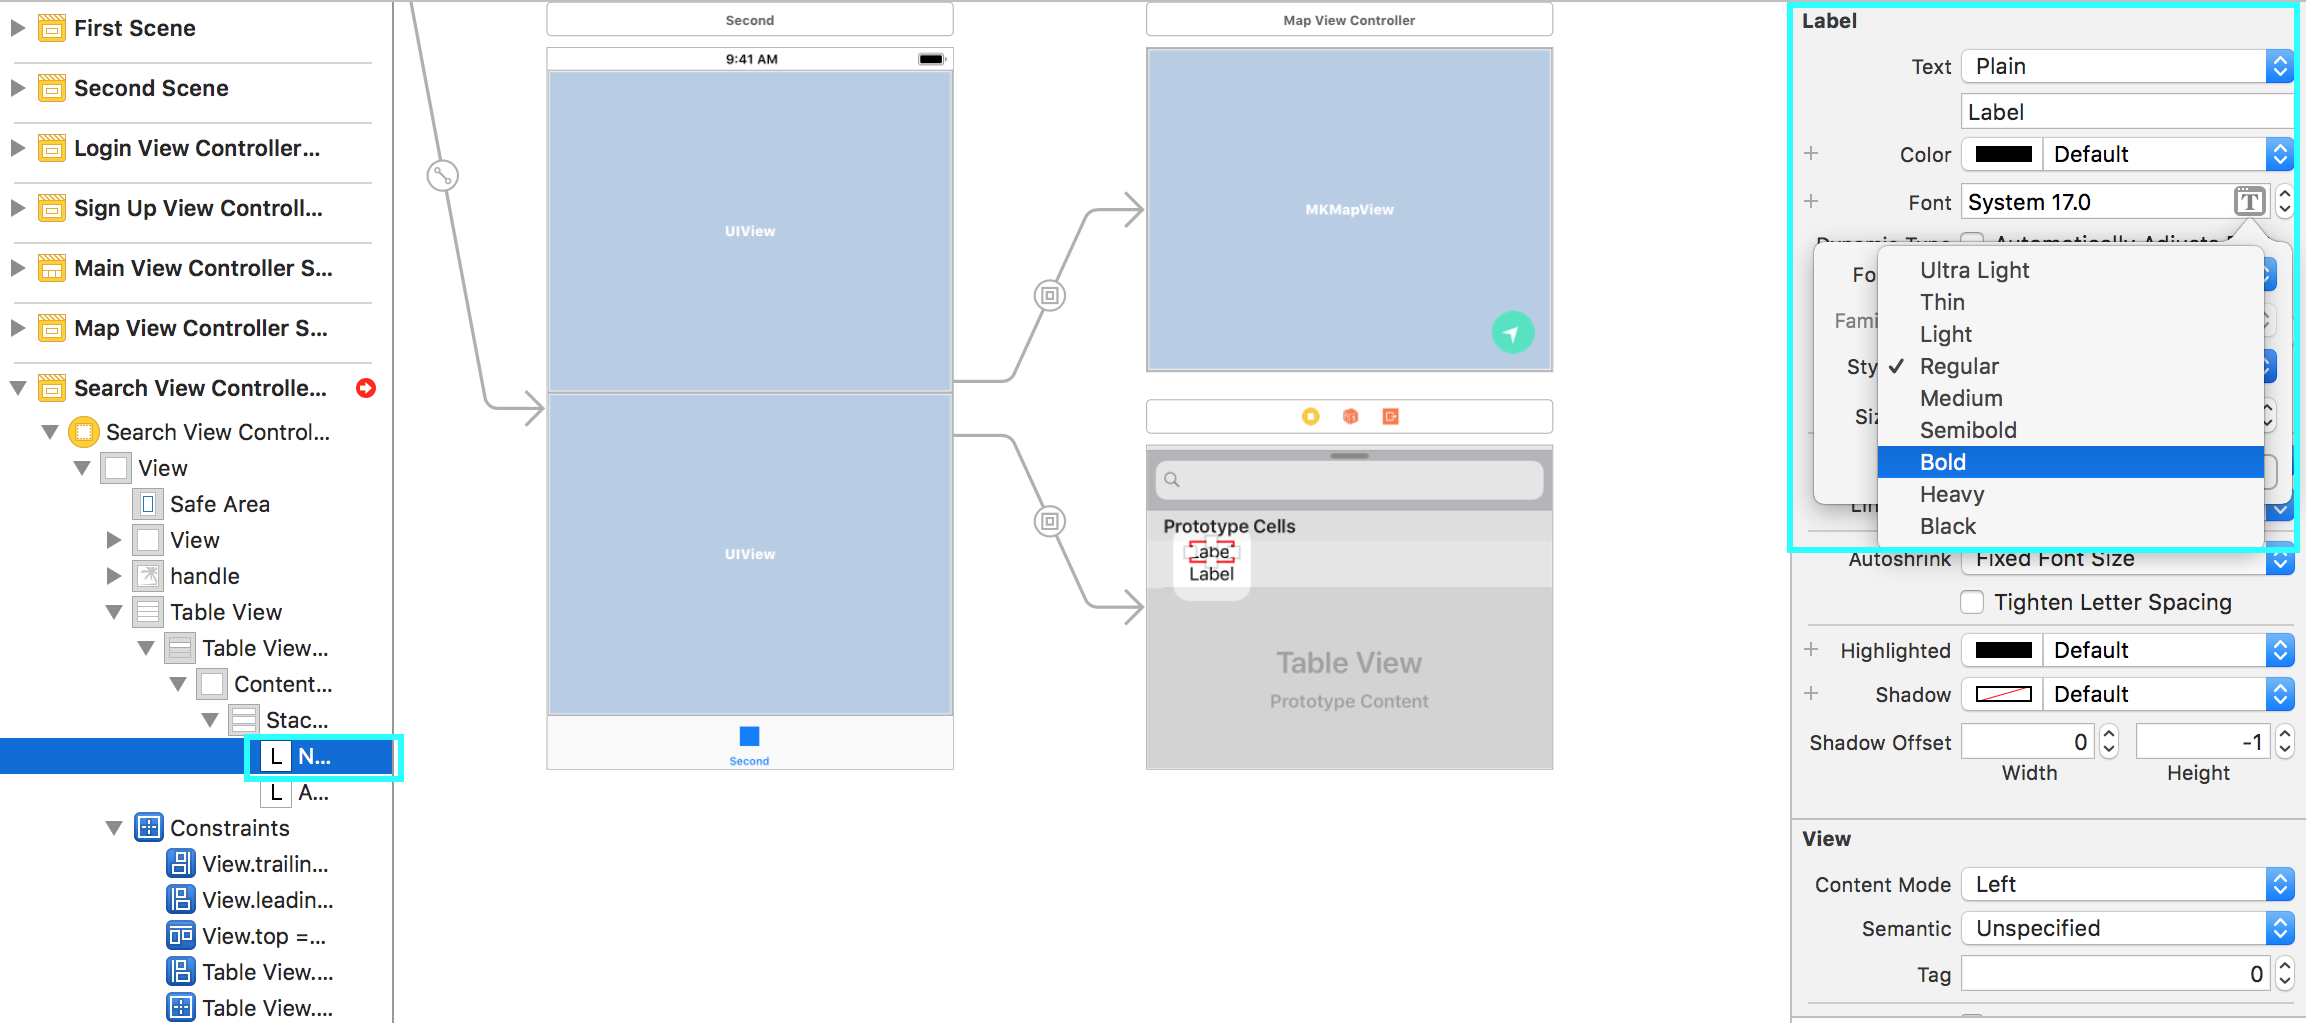 First Scene
Second Scene
Login View Controller...
Sign Up View Controll...
Main View Controller S...
Map View Controller S...
Search View Controlle...
Search View Control...
View
Safe Area
View
handle
Table View
Table View...
Content...
Stac...
L N...
L A...
Constraints
View.trailin...
View.leadin...
View.top =...
Table View....
Table View....
Second
9:41 AM
UIView
UIView
Second
Map View Controller
MKMapView
Prototype Cells
Label
Label
Table View
Prototype Content
Label
Text Plain
Label
Color Default
Font System 17.0 T
Dynamic Type Automatically Adjusts
Fo
Fami
Sty
Siz
Ultra Light
Thin
Light
✓ Regular
Medium
Semibold
Bold
Heavy
Black
Lin
Autoshrink Fixed Font Size
Tighten Letter Spacing
Highlighted Default
Shadow Default
Shadow Offset 0 -1
Width Height
View
Content Mode Left
Semantic Unspecified
Tag 0